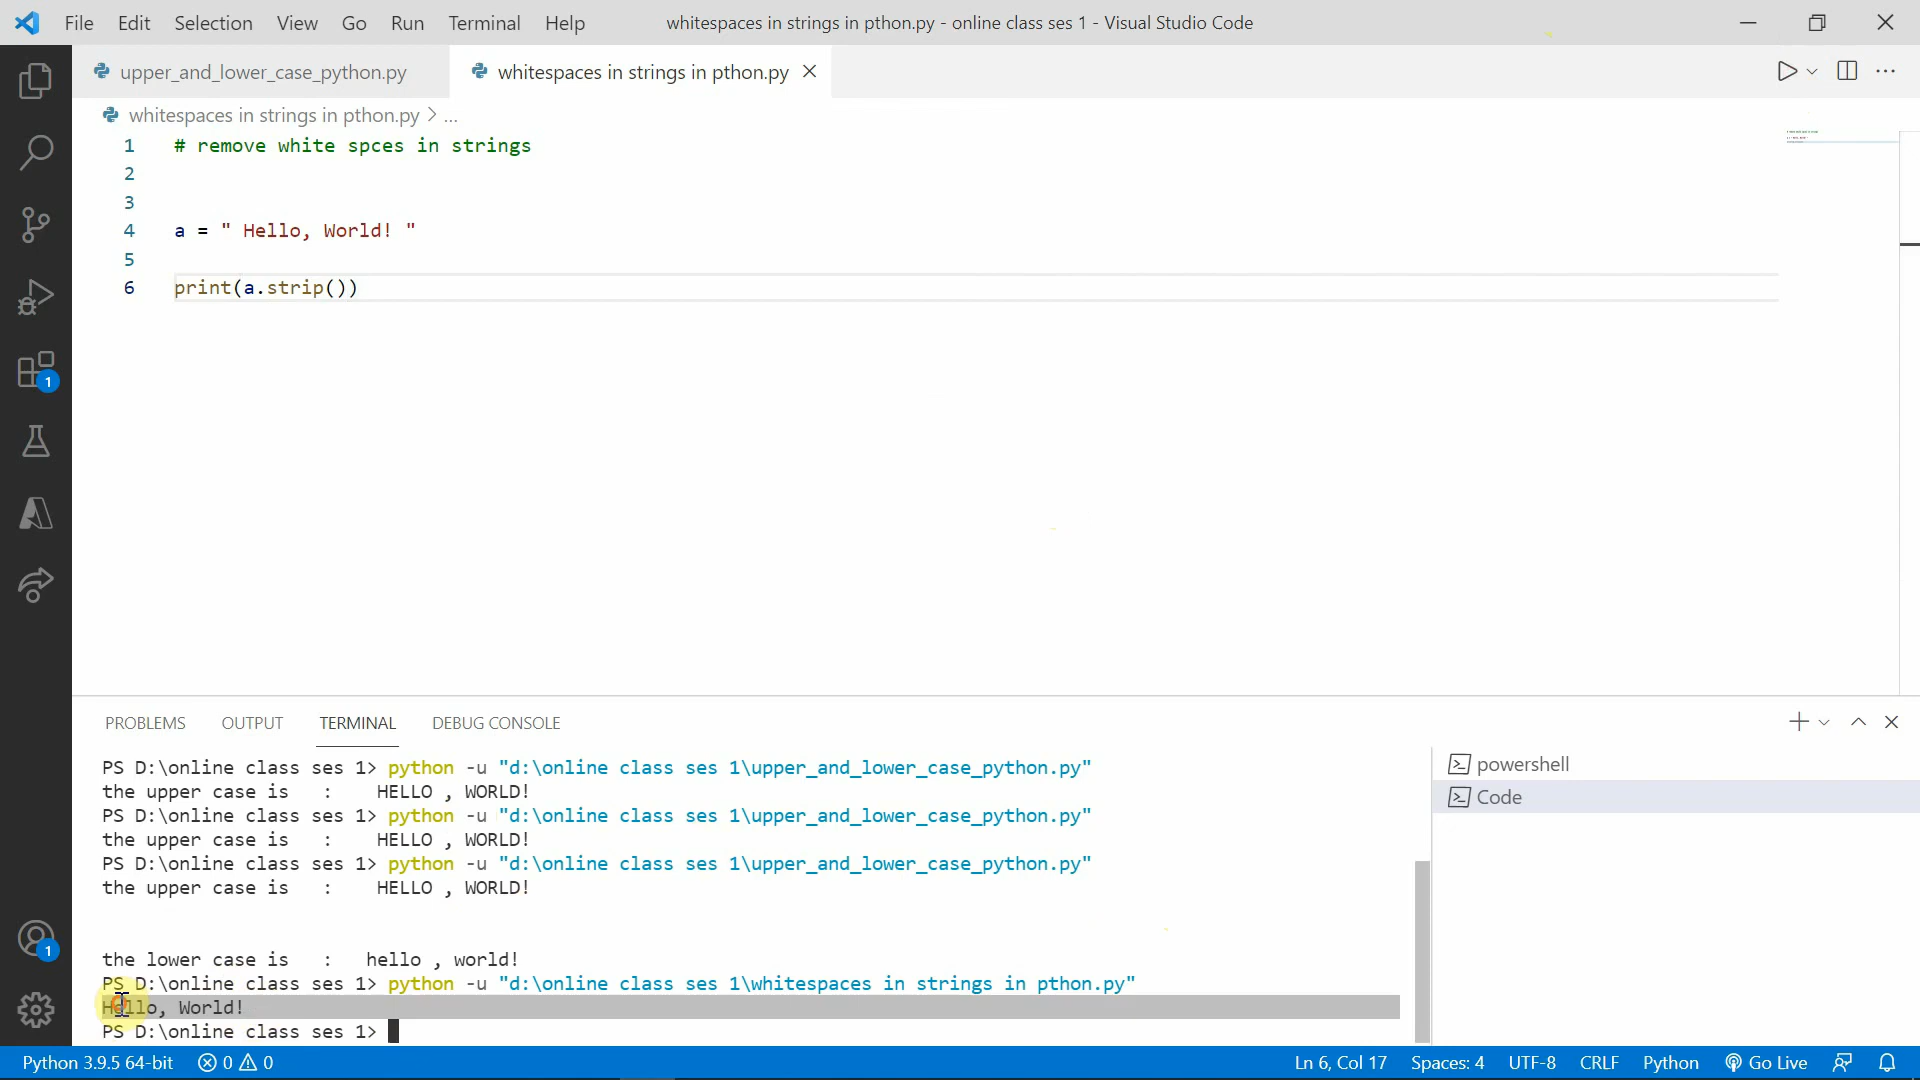 File Edit Selection View Go Run Terminal Help whitespaces in strings in pthon.py - online class ses 1 - Visual Studio Code
upper_and_lower_case_python.py whitespaces in strings in pthon.py
whitespaces in strings in pthon.py > ...
1 # remove white spces in strings
2
3
4 a = " Hello, World! "
5
6 print(a.strip())
1
PROBLEMS OUTPUT TERMINAL DEBUG CONSOLE
PS D:\online class ses 1> python -u "d:\online class ses 1\upper_and_lower_case_python.py"
the upper case is   :    HELLO , WORLD!
PS D:\online class ses 1> python -u "d:\online class ses 1\upper_and_lower_case_python.py"
the upper case is   :    HELLO , WORLD!
PS D:\online class ses 1> python -u "d:\online class ses 1\upper_and_lower_case_python.py"
the upper case is   :    HELLO , WORLD!
the lower case is   :   hello , world!
PS D:\online class ses 1> python -u "d:\online class ses 1\whitespaces in strings in pthon.py"
Hello, World!
PS D:\online class ses 1>
powershell
Code
1
Python 3.9.5 64-bit 0 0 Ln 6, Col 17 Spaces: 4 UTF-8 CRLF Python Go Live